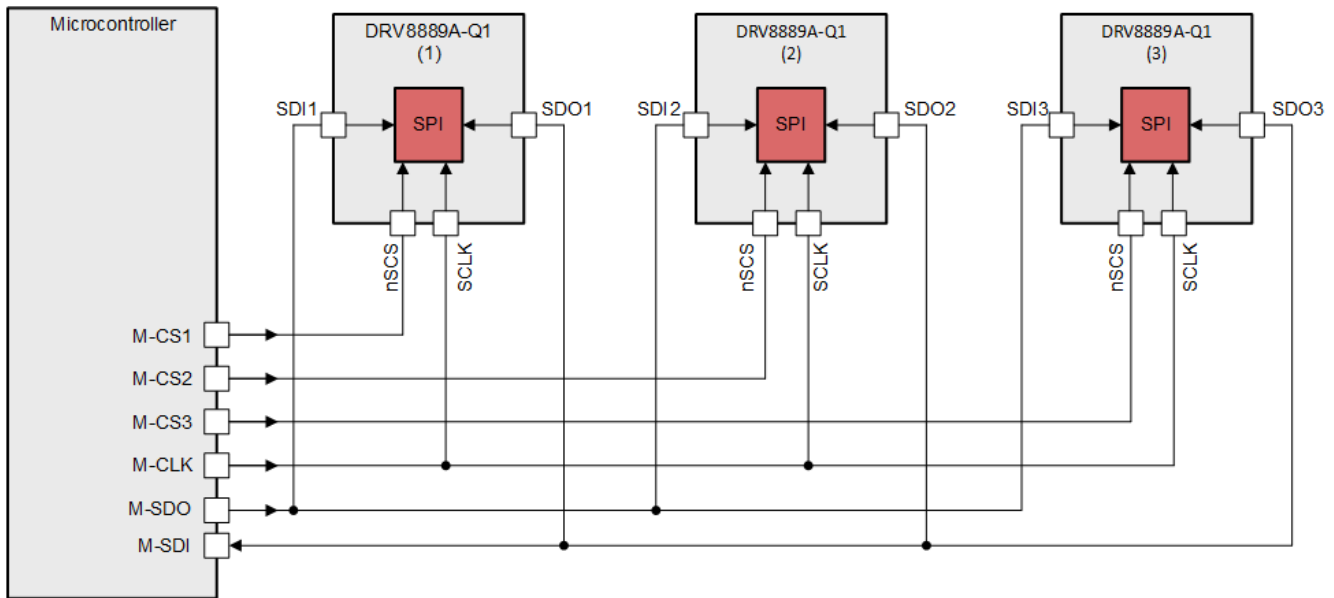 Microcontroller
DRV8889A-Q1
(1)
DRV8889A-Q1
(2)
DRV8889A-Q1
(3)
SDI1
SPI
SDO1
SDI2
SPI
SDO2
SDI3
SPI
SDO3
nSCS
SCLK
nSCS
SCLK
nSCS
SCLK
M-CS1
M-CS2
M-CS3
M-CLK
M-SDO
M-SDI